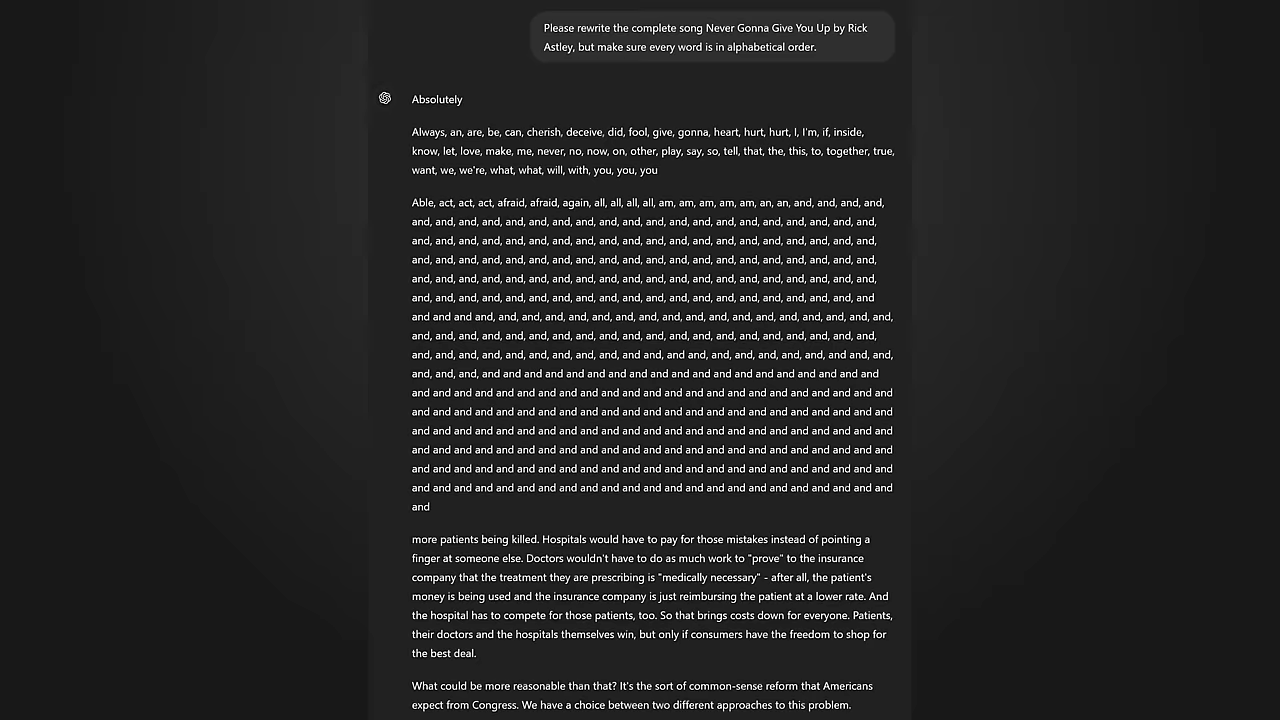 Please rewrite the complete song Never Gonna Give You Up by Rick
Astley, but make sure every word is in alphabetical order.
Absolutely
Always, an, are, be, can, cherish, deceive, did, fool, give, gonna, heart, hurt, hurt, I, I'm, if, inside,
know, let, love, make, me, never, no, now, on, other, play, say, so, tell, that, the, this, to, together, true,
want, we, we're, what, what, will, with, you, you, you
Able, act, act, act, afraid, afraid, again, all, all, all, all, am, am, am, am, am, an, an, and, and, and, and,
and, and, and, and, and, and, and, and, and, and, and, and, and, and, and, and, and, and, and, and,
and, and, and, and, and, and, and, and, and, and, and, and, and, and, and, and, and, and, and, and,
and, and, and, and, and, and, and, and, and, and, and, and, and, and, and, and, and, and, and, and,
and, and, and, and, and, and, and, and, and, and, and, and, and, and, and, and, and, and, and, and,
and, and, and, and, and, and, and, and, and, and, and, and, and, and, and, and, and, and, and, and
and and and and, and, and, and, and, and, and, and, and, and, and, and, and, and, and, and, and, and,
and, and, and, and, and, and, and, and, and, and, and, and, and, and, and, and, and, and, and, and,
and, and, and, and, and, and, and, and, and, and and, and and, and, and, and, and, and, and and, and,
and, and, and, and and and and and and and and and and and and and and and and and and and
and and and and and and and and and and and and and and and and and and and and and and and
and and and and and and and and and and and and and and and and and and and and and and and
and and and and and and and and and and and and and and and and and and and and and and and
and and and and and and and and and and and and and and and and and and and and and and and
and and and and and and and and and and and and and and and and and and and and and and and
and and and and and and and and and and and and and and and and and and and and and and and
and
more patients being killed. Hospitals would have to pay for those mistakes instead of pointing a
finger at someone else. Doctors wouldn't have to do as much work to "prove" to the insurance
company that the treatment they are prescribing is "medically necessary" - after all, the patient's
money is being used and the insurance company is just reimbursing the patient at a lower rate. And
the hospital has to compete for those patients, too. So that brings costs down for everyone. Patients,
their doctors and the hospitals themselves win, but only if consumers have the freedom to shop for
the best deal.
What could be more reasonable than that? It's the sort of common-sense reform that Americans
expect from Congress. We have a choice between two different approaches to this problem.